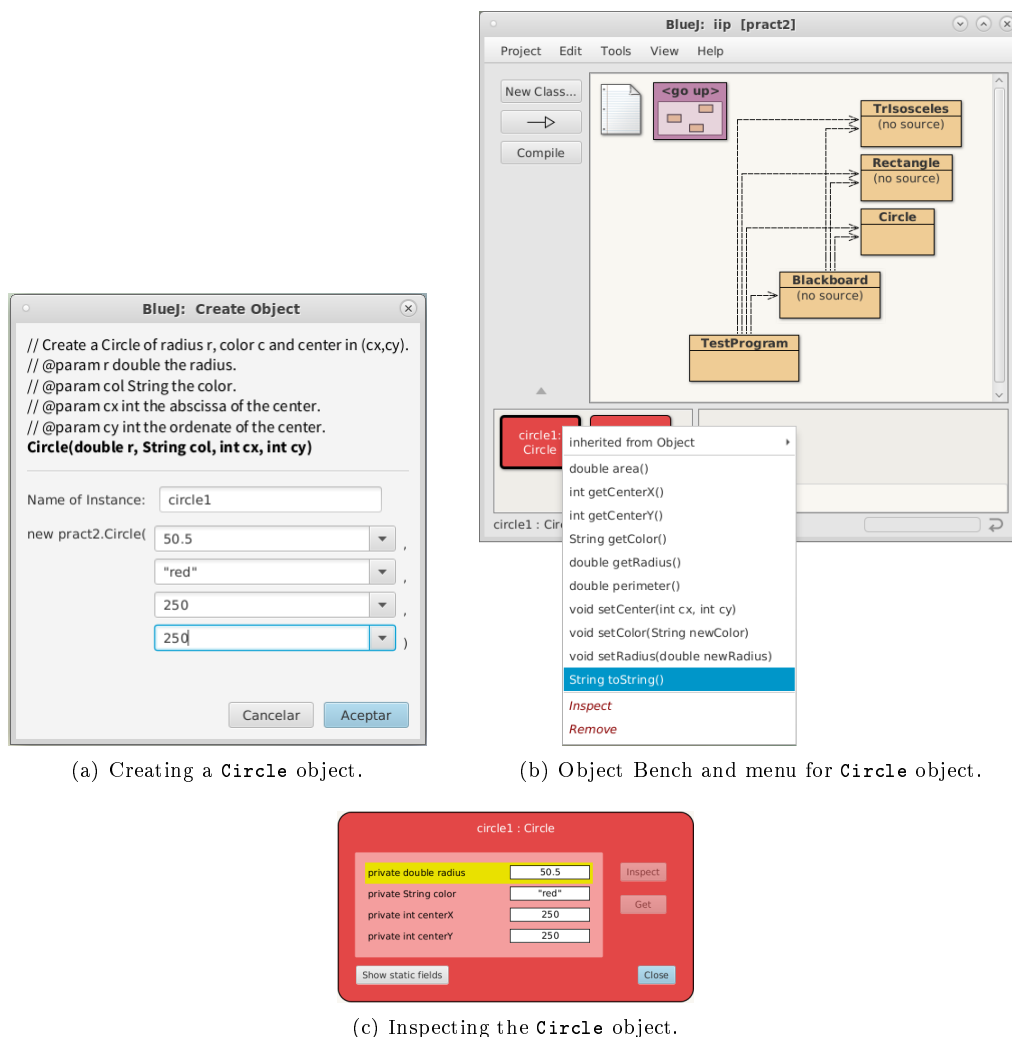 BlueJ: Create Object
// Create a Circle of radius r, color c and center in (cx,cy).
// @param r double the radius.
// @param col String the color.
// @param cx int the abscissa of the center.
// @param cy int the ordenate of the center.
Circle(double r, String col, int cx, int cy)
Name of Instance: circle1
new pract2.Circle( 50.5 ,
"red" ,
250 ,
250 )
Cancelar Aceptar
(a) Creating a Circle object.
BlueJ: iip [pract2]
Project Edit Tools View Help
New Class...
Compile
<go up>
TrIsosceles
(no source)
Rectangle
(no source)
Circle
Blackboard
(no source)
TestProgram
circle1:
Circle
circle1 : Cir
inherited from Object
double area()
int getCenterX()
int getCenterY()
String getColor()
double getRadius()
double perimeter()
void setCenter(int cx, int cy)
void setColor(String newColor)
void setRadius(double newRadius)
String toString()
Inspect
Remove
(b) Object Bench and menu for Circle object.
circle1 : Circle
private double radius 50.5
private String color "red"
private int centerX 250
private int centerY 250
Inspect
Get
Show static fields
Close
(c) Inspecting the Circle object.